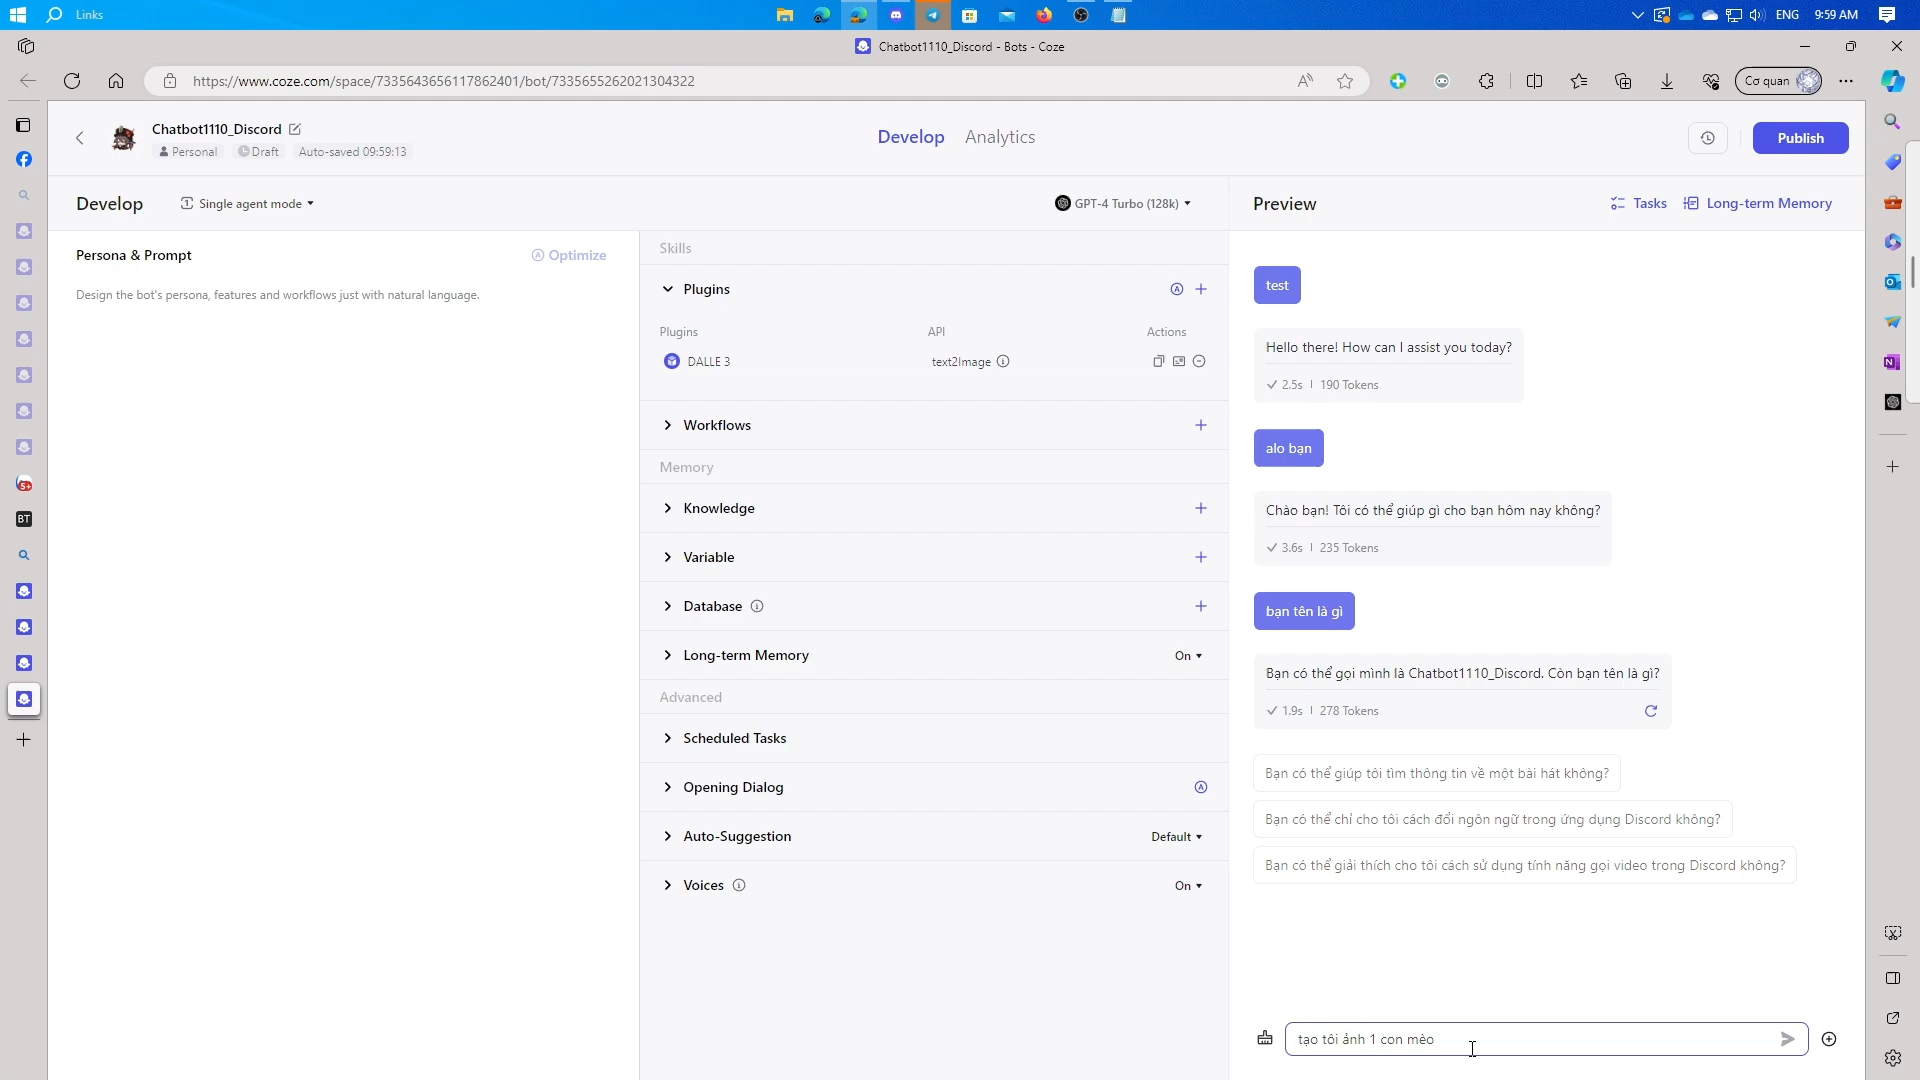 Links
ENG
9:59 AM
Chatbot1110_Discord - Bots - Coze
https://www.coze.com/space/7335643656117862401/bot/7335655262021304322
Cơ quan
Chatbot1110_Discord
Personal
Draft
Auto-saved 09:59:13
Develop
Analytics
Publish
Develop
Single agent mode
GPT-4 Turbo (128k)
Preview
Tasks
Long-term Memory
Persona & Prompt
Optimize
Design the bot's persona, features and workflows just with natural language.
Skills
Plugins
Plugins
API
Actions
DALLE 3
text2Image
Workflows
Memory
Knowledge
Variable
Database
Long-term Memory
On
Advanced
Scheduled Tasks
Opening Dialog
Auto-Suggestion
Default
Voices
On
test
Hello there! How can I assist you today?
2.5s | 190 Tokens
alo bạn
Chào bạn! Tôi có thể giúp gì cho bạn hôm nay không?
3.6s | 235 Tokens
bạn tên là gì
Bạn có thể gọi mình là Chatbot1110_Discord. Còn bạn tên là gì?
1.9s | 278 Tokens
Bạn có thể giúp tôi tìm thông tin về một bài hát không?
Bạn có thể chỉ cho tôi cách đổi ngôn ngữ trong ứng dụng Discord không?
Bạn có thể giải thích cho tôi cách sử dụng tính năng gọi video trong Discord không?
tạo tôi ảnh 1 con mèo
5+
BT